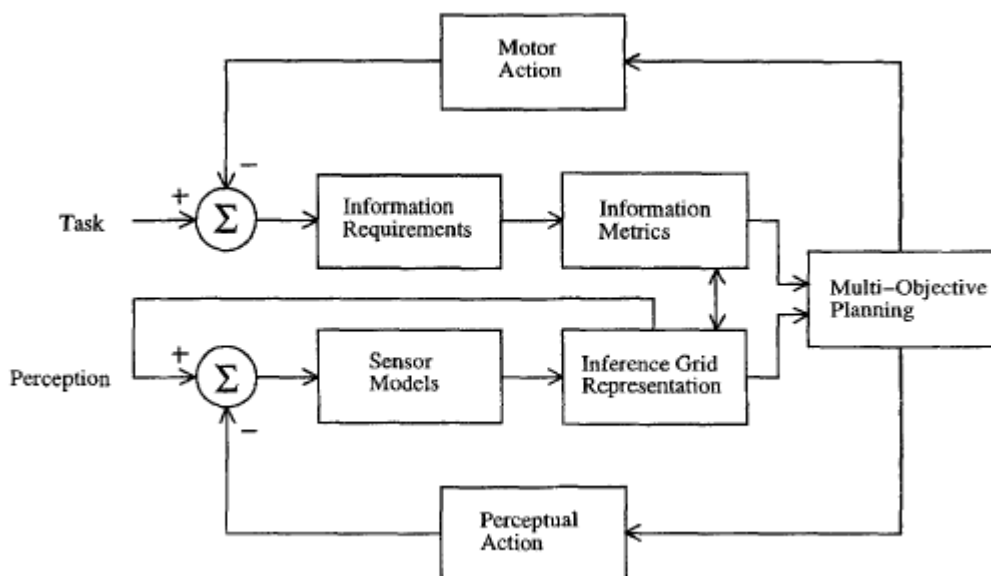 Motor
Action
−
+
Task
Σ
Information
Requirements
Information
Metrics
Multi−Objective
Planning
+
Perception
Σ
−
Sensor
Models
Inference Grid
Representation
Perceptual
Action